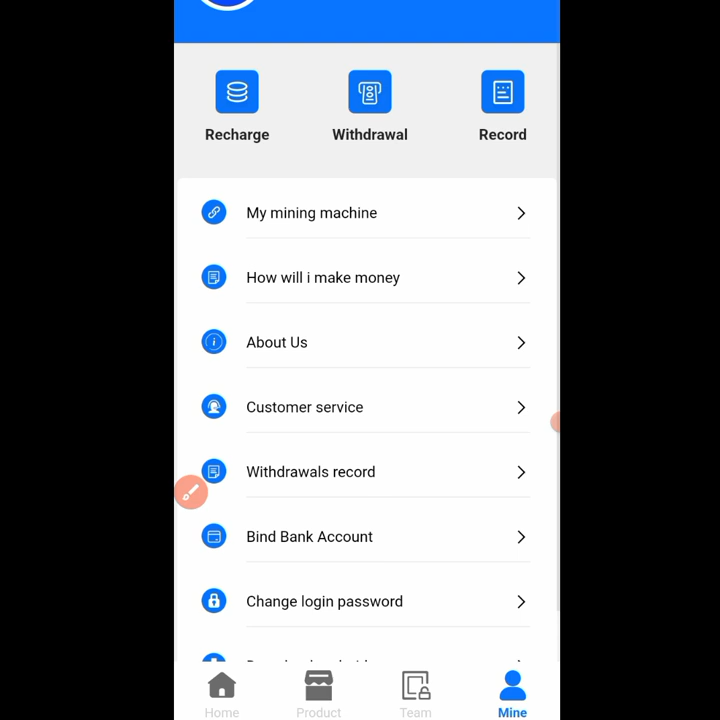 Recharge Withdrawal Record
My mining machine
How will i make money
About Us
Customer service
Withdrawals record
Bind Bank Account
Change login password
Home Product Team Mine